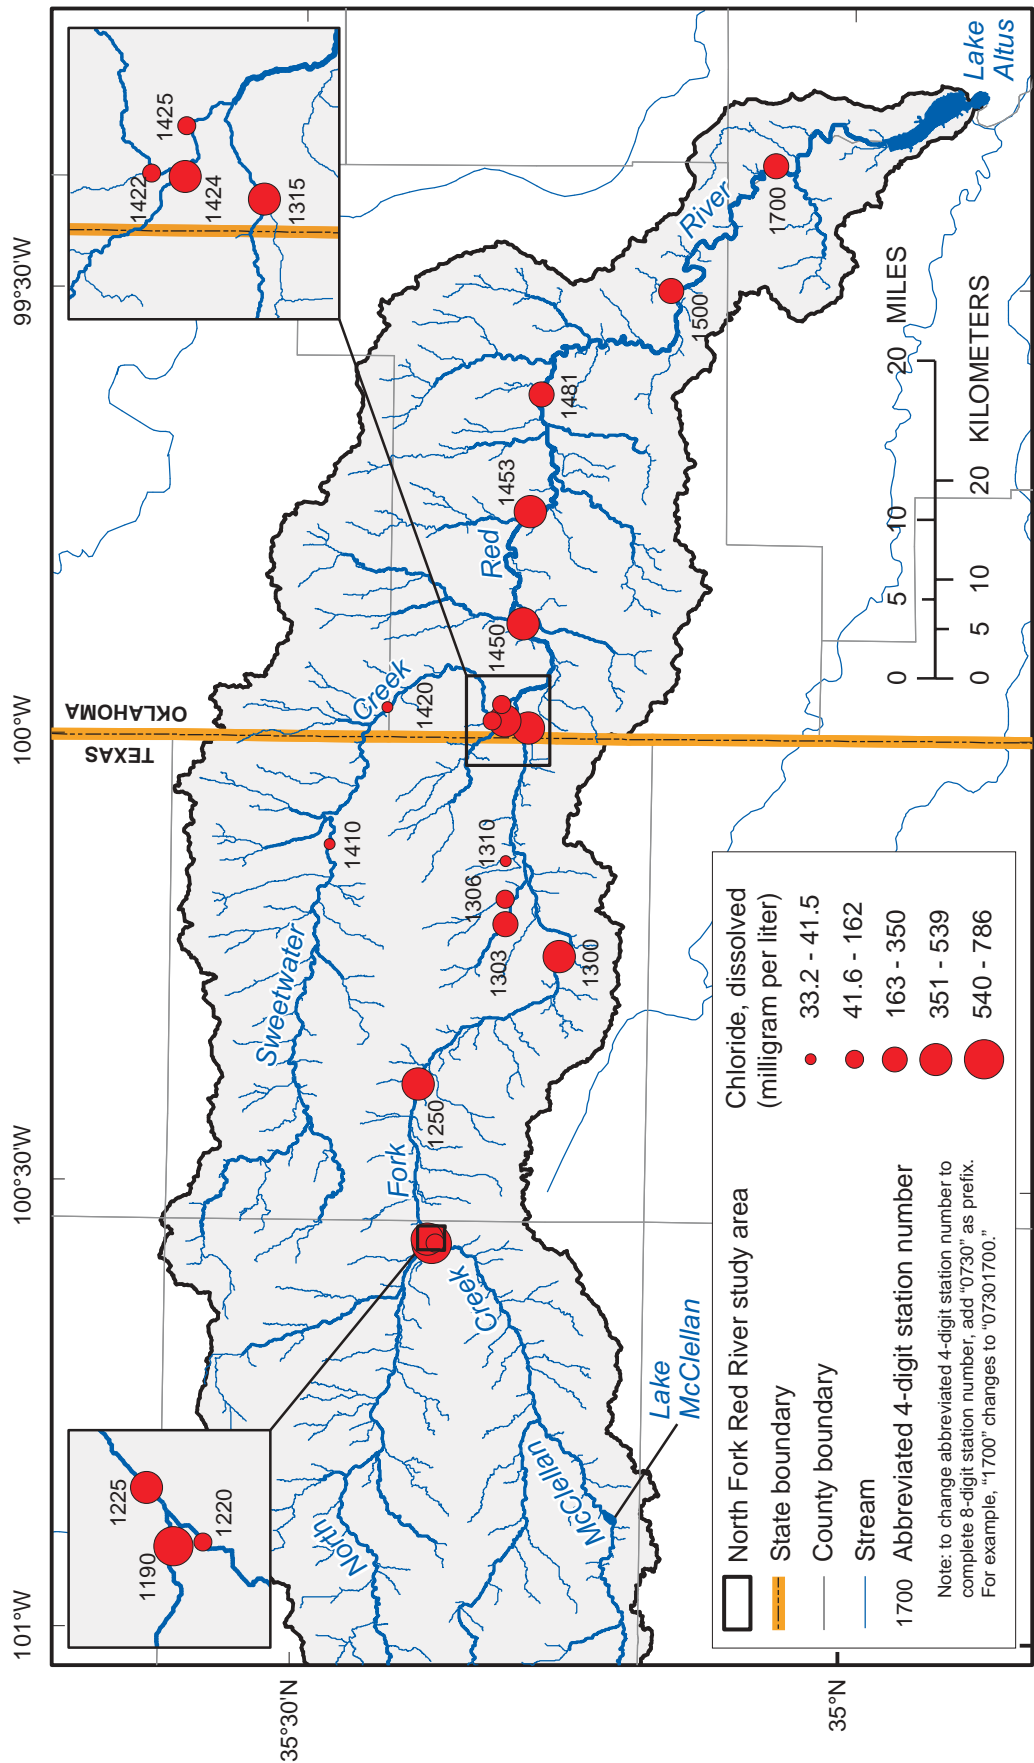 101°W
100°30'W
100°W
99°30'W
35°30'N
35°N
TEXAS
OKLAHOMA
1190
1225
1220
1422
1425
1424
1315
North
Fork
Red
River
McClellan
Creek
Sweetwater
Creek
Lake
McClellan
Lake
Altus
1250
1300
1303
1306
1310
1410
1420
1450
1453
1481
1500
1700
0 5 10 20 MILES
0 5 10 20 KILOMETERS
North Fork Red River study area
State boundary
County boundary
Stream
1700 Abbreviated 4-digit station number
Note: to change abbreviated 4-digit station number to
complete 8-digit station number, add “0730” as prefix.
For example, “1700” changes to “07301700.”
Chloride, dissolved
(milligram per liter)
33.2 - 41.5
41.6 - 162
163 - 350
351 - 539
540 - 786